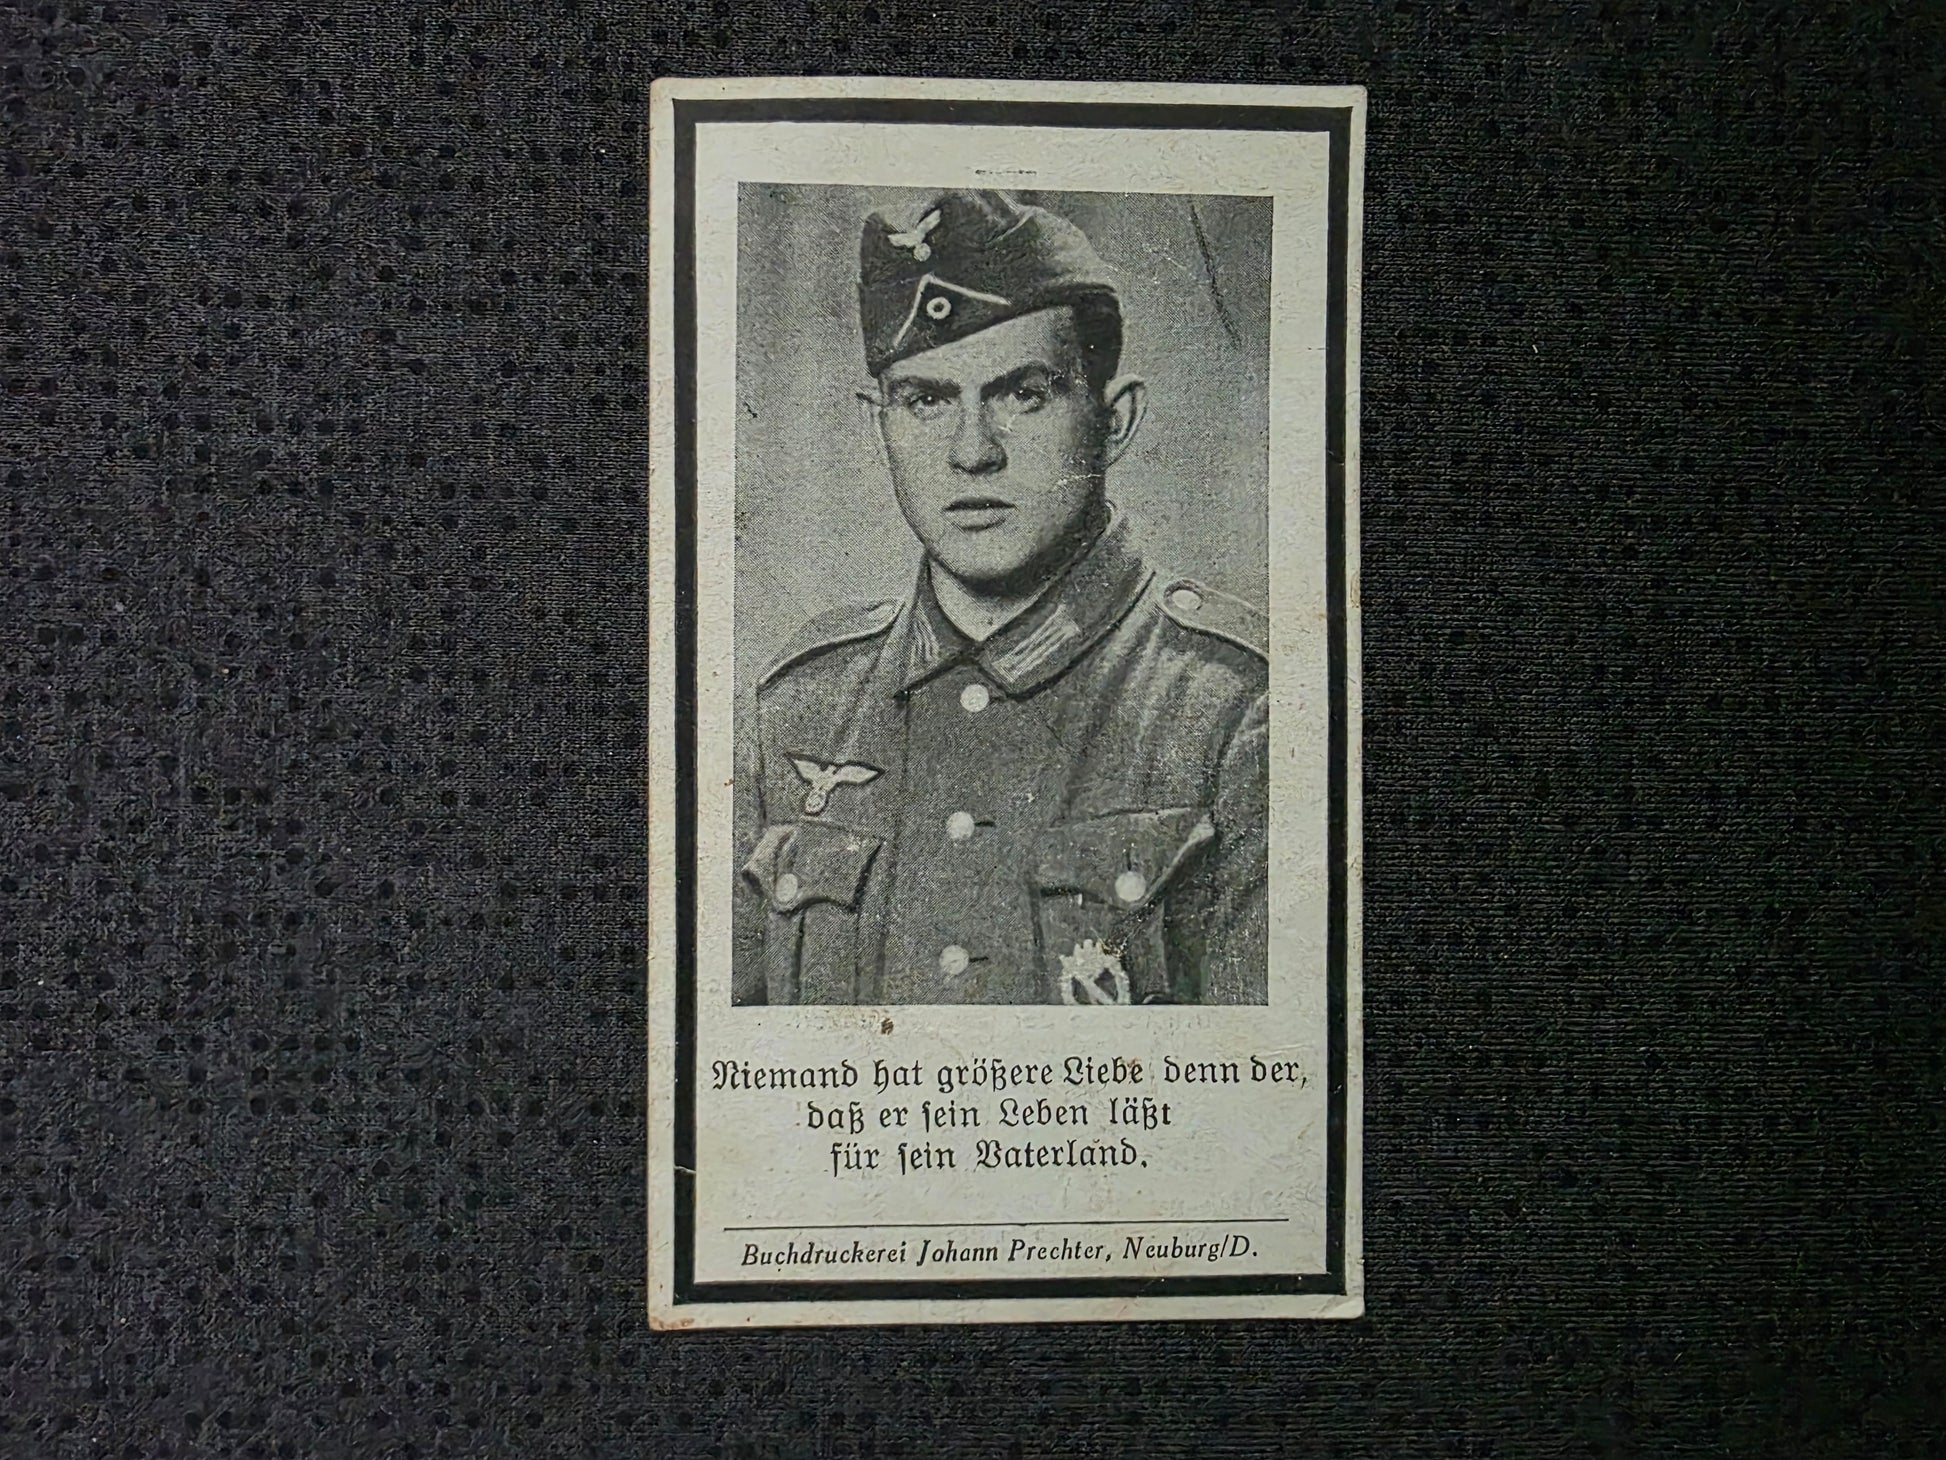 Niemand hat größere Liebe denn der,
daß er sein Leben läßt
für sein Vaterland.
Buchdruckerei Johann Prechter, Neuburg/D.